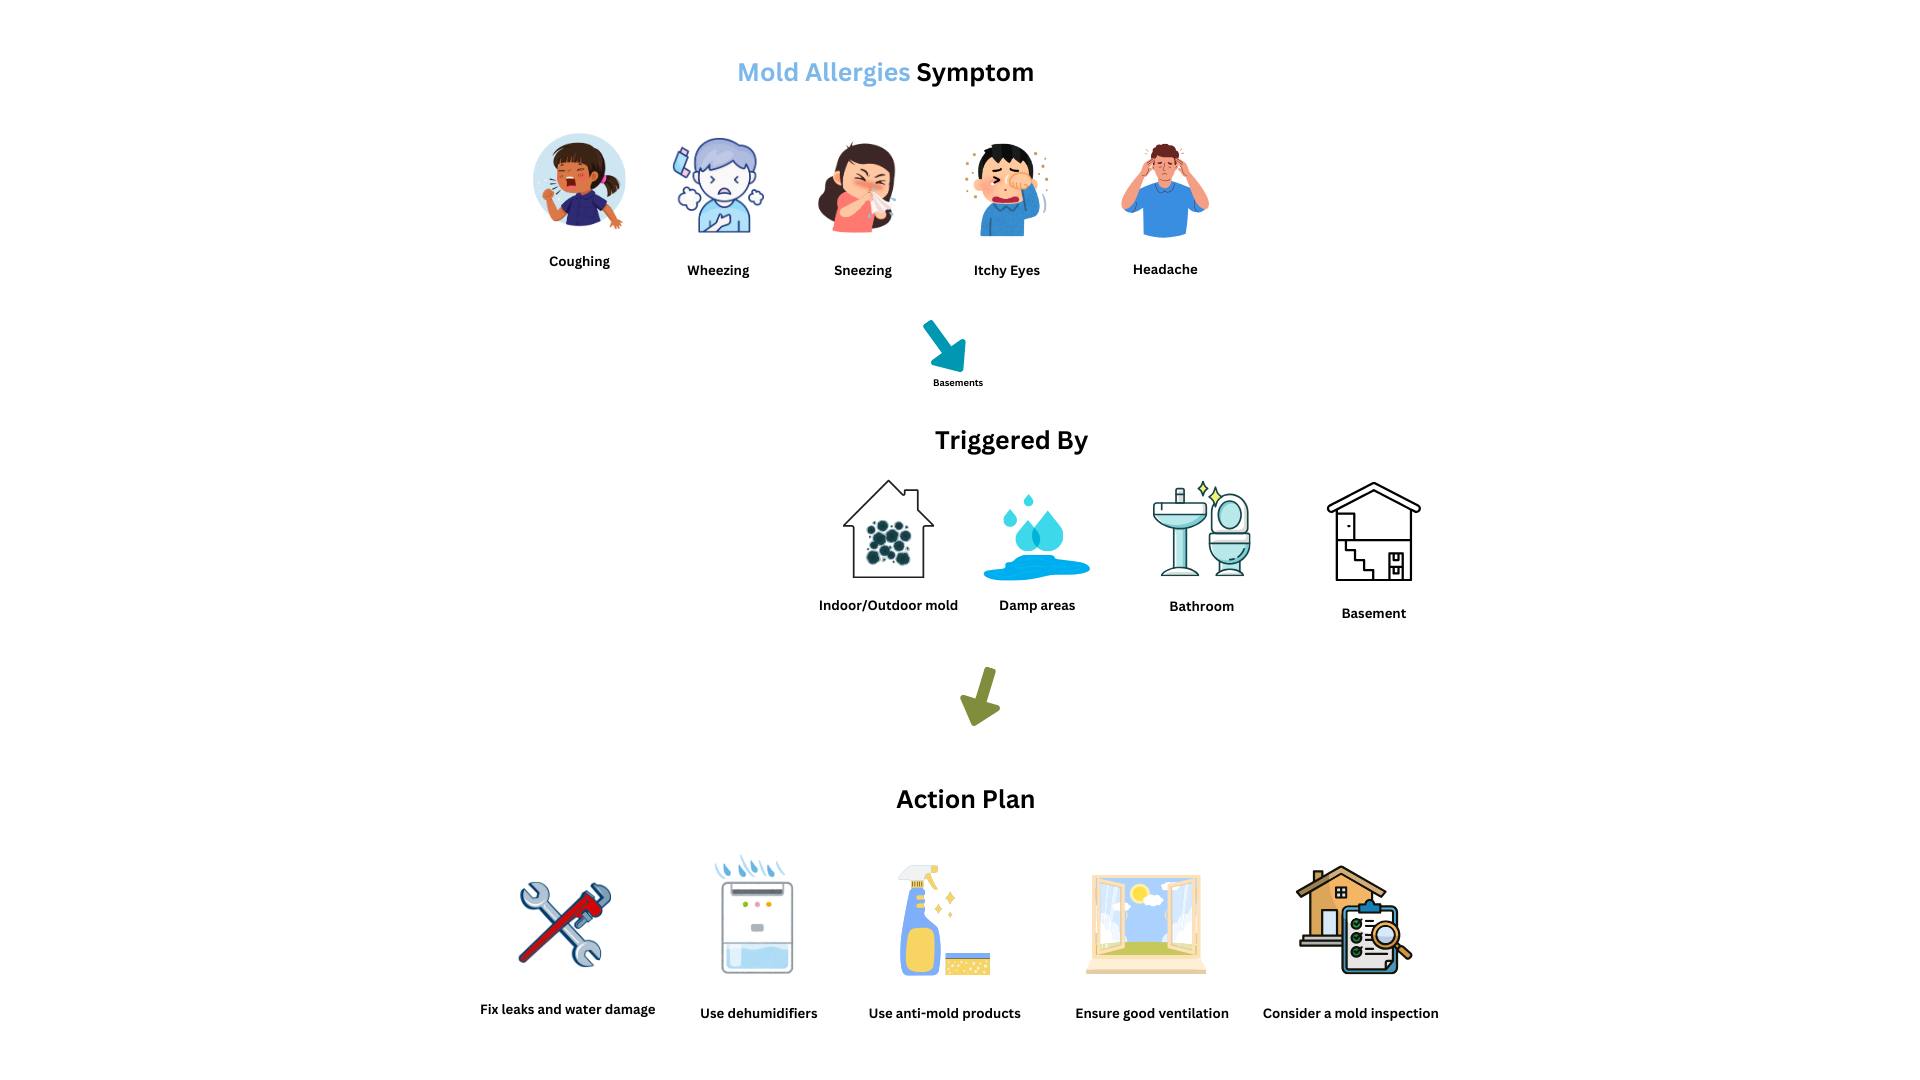 Mold Allergies Symptom
Coughing
Wheezing
Sneezing
Itchy Eyes
Headache
Basements
Triggered By
Indoor/Outdoor mold
Damp areas
Bathroom
Basement
Action Plan
Fix leaks and water damage
Use dehumidifiers
Use anti-mold products
Ensure good ventilation
Consider a mold inspection